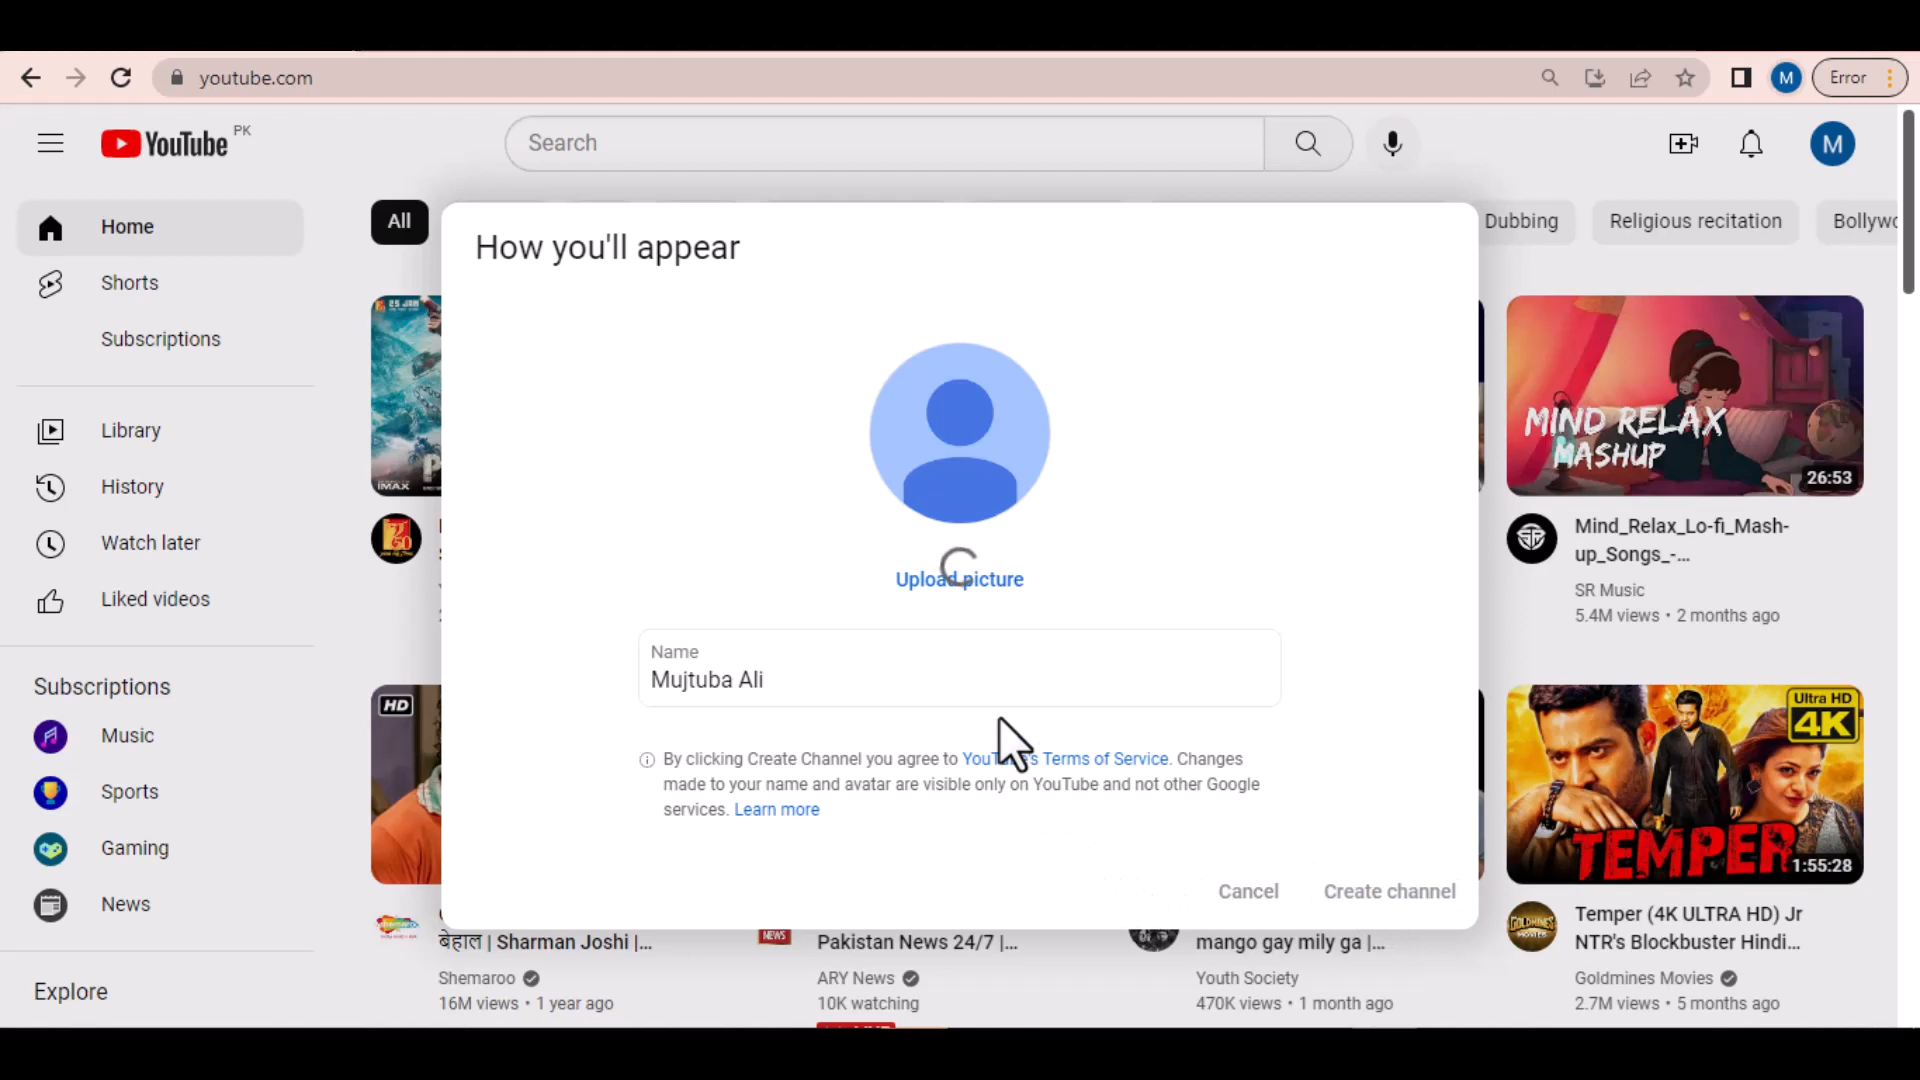 youtube.com
M
Error
YouTube PK
Search
M
Home
Shorts
Subscriptions
Library
History
Watch later
Liked videos
Subscriptions
Music
Sports
Gaming
News
Explore
All
Dubbing
Religious recitation
Bollywo
How you'll appear
Upload picture
Name
Mujtuba Ali
By clicking Create Channel you agree to YouTube's Terms of Service. Changes
made to your name and avatar are visible only on YouTube and not other Google
services. Learn more
Cancel
Create channel
25 JAN
IMAX
MIND RELAX
MASHUP
26:53
Mind_Relax_Lo-fi_Mash-
up_Songs_-...
SR Music
5.4M views • 2 months ago
HD
बेहाल | Sharman Joshi |...
Shemaroo
16M views • 1 year ago
NEWS
Pakistan News 24/7 |...
ARY News
10K watching
mango gay mily ga |...
Youth Society
470K views • 1 month ago
Ultra HD
4K
TEMPER
1:55:28
GOLDMINES
Temper (4K ULTRA HD) Jr
NTR's Blockbuster Hindi...
Goldmines Movies
2.7M views • 5 months ago